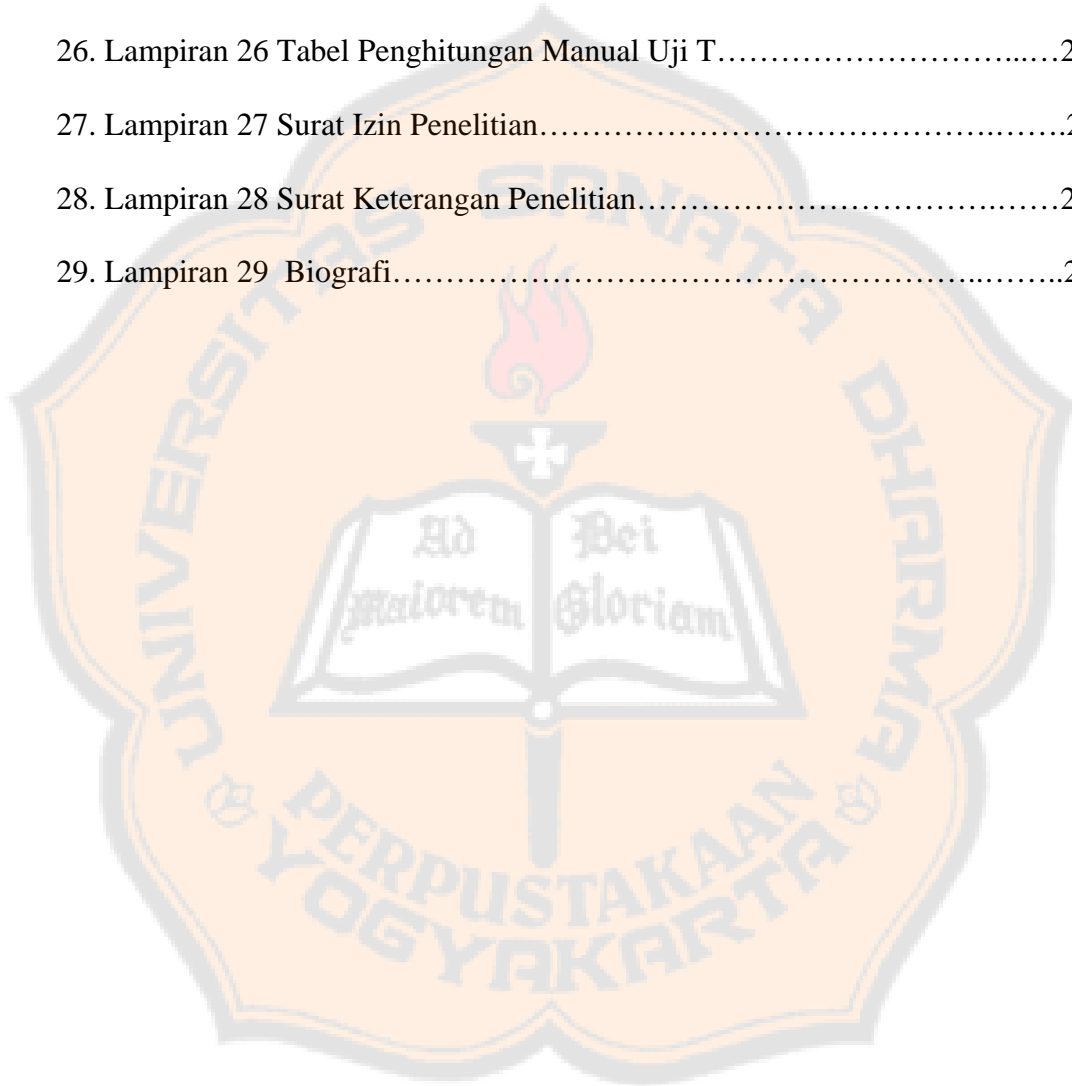 26. Lampiran 26 Tabel Penghitungan Manual Uji T………………………...…2
27. Lampiran 27 Surat Izin Penelitian……………………………………….…….2
28. Lampiran 28 Surat Keterangan Penelitian…………….……………….……2
29. Lampiran 29  Biografi…………………………………………………..……..2
UNIVERSITAS SANATA DHARMA
Ad Dei
maiorem Gloriam
PERPUSTAKAAN
YOGYAKARTA